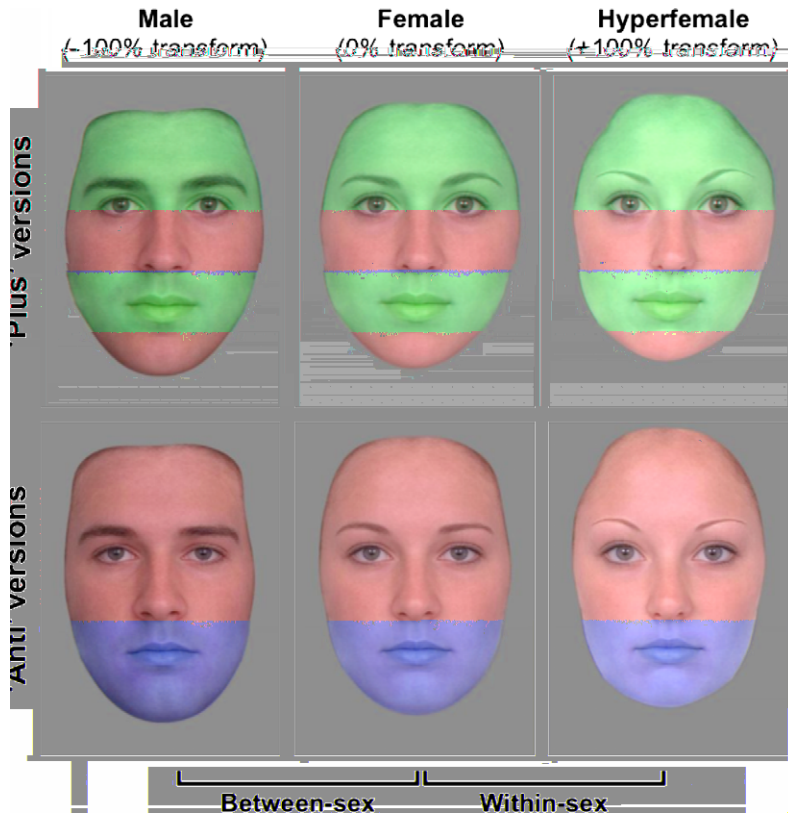 Male
(−100% transform)
Female
(0% transform)
Hyperfemale
(+100% transform)
'Plus' versions
'Anti' versions
Between-sex
Within-sex